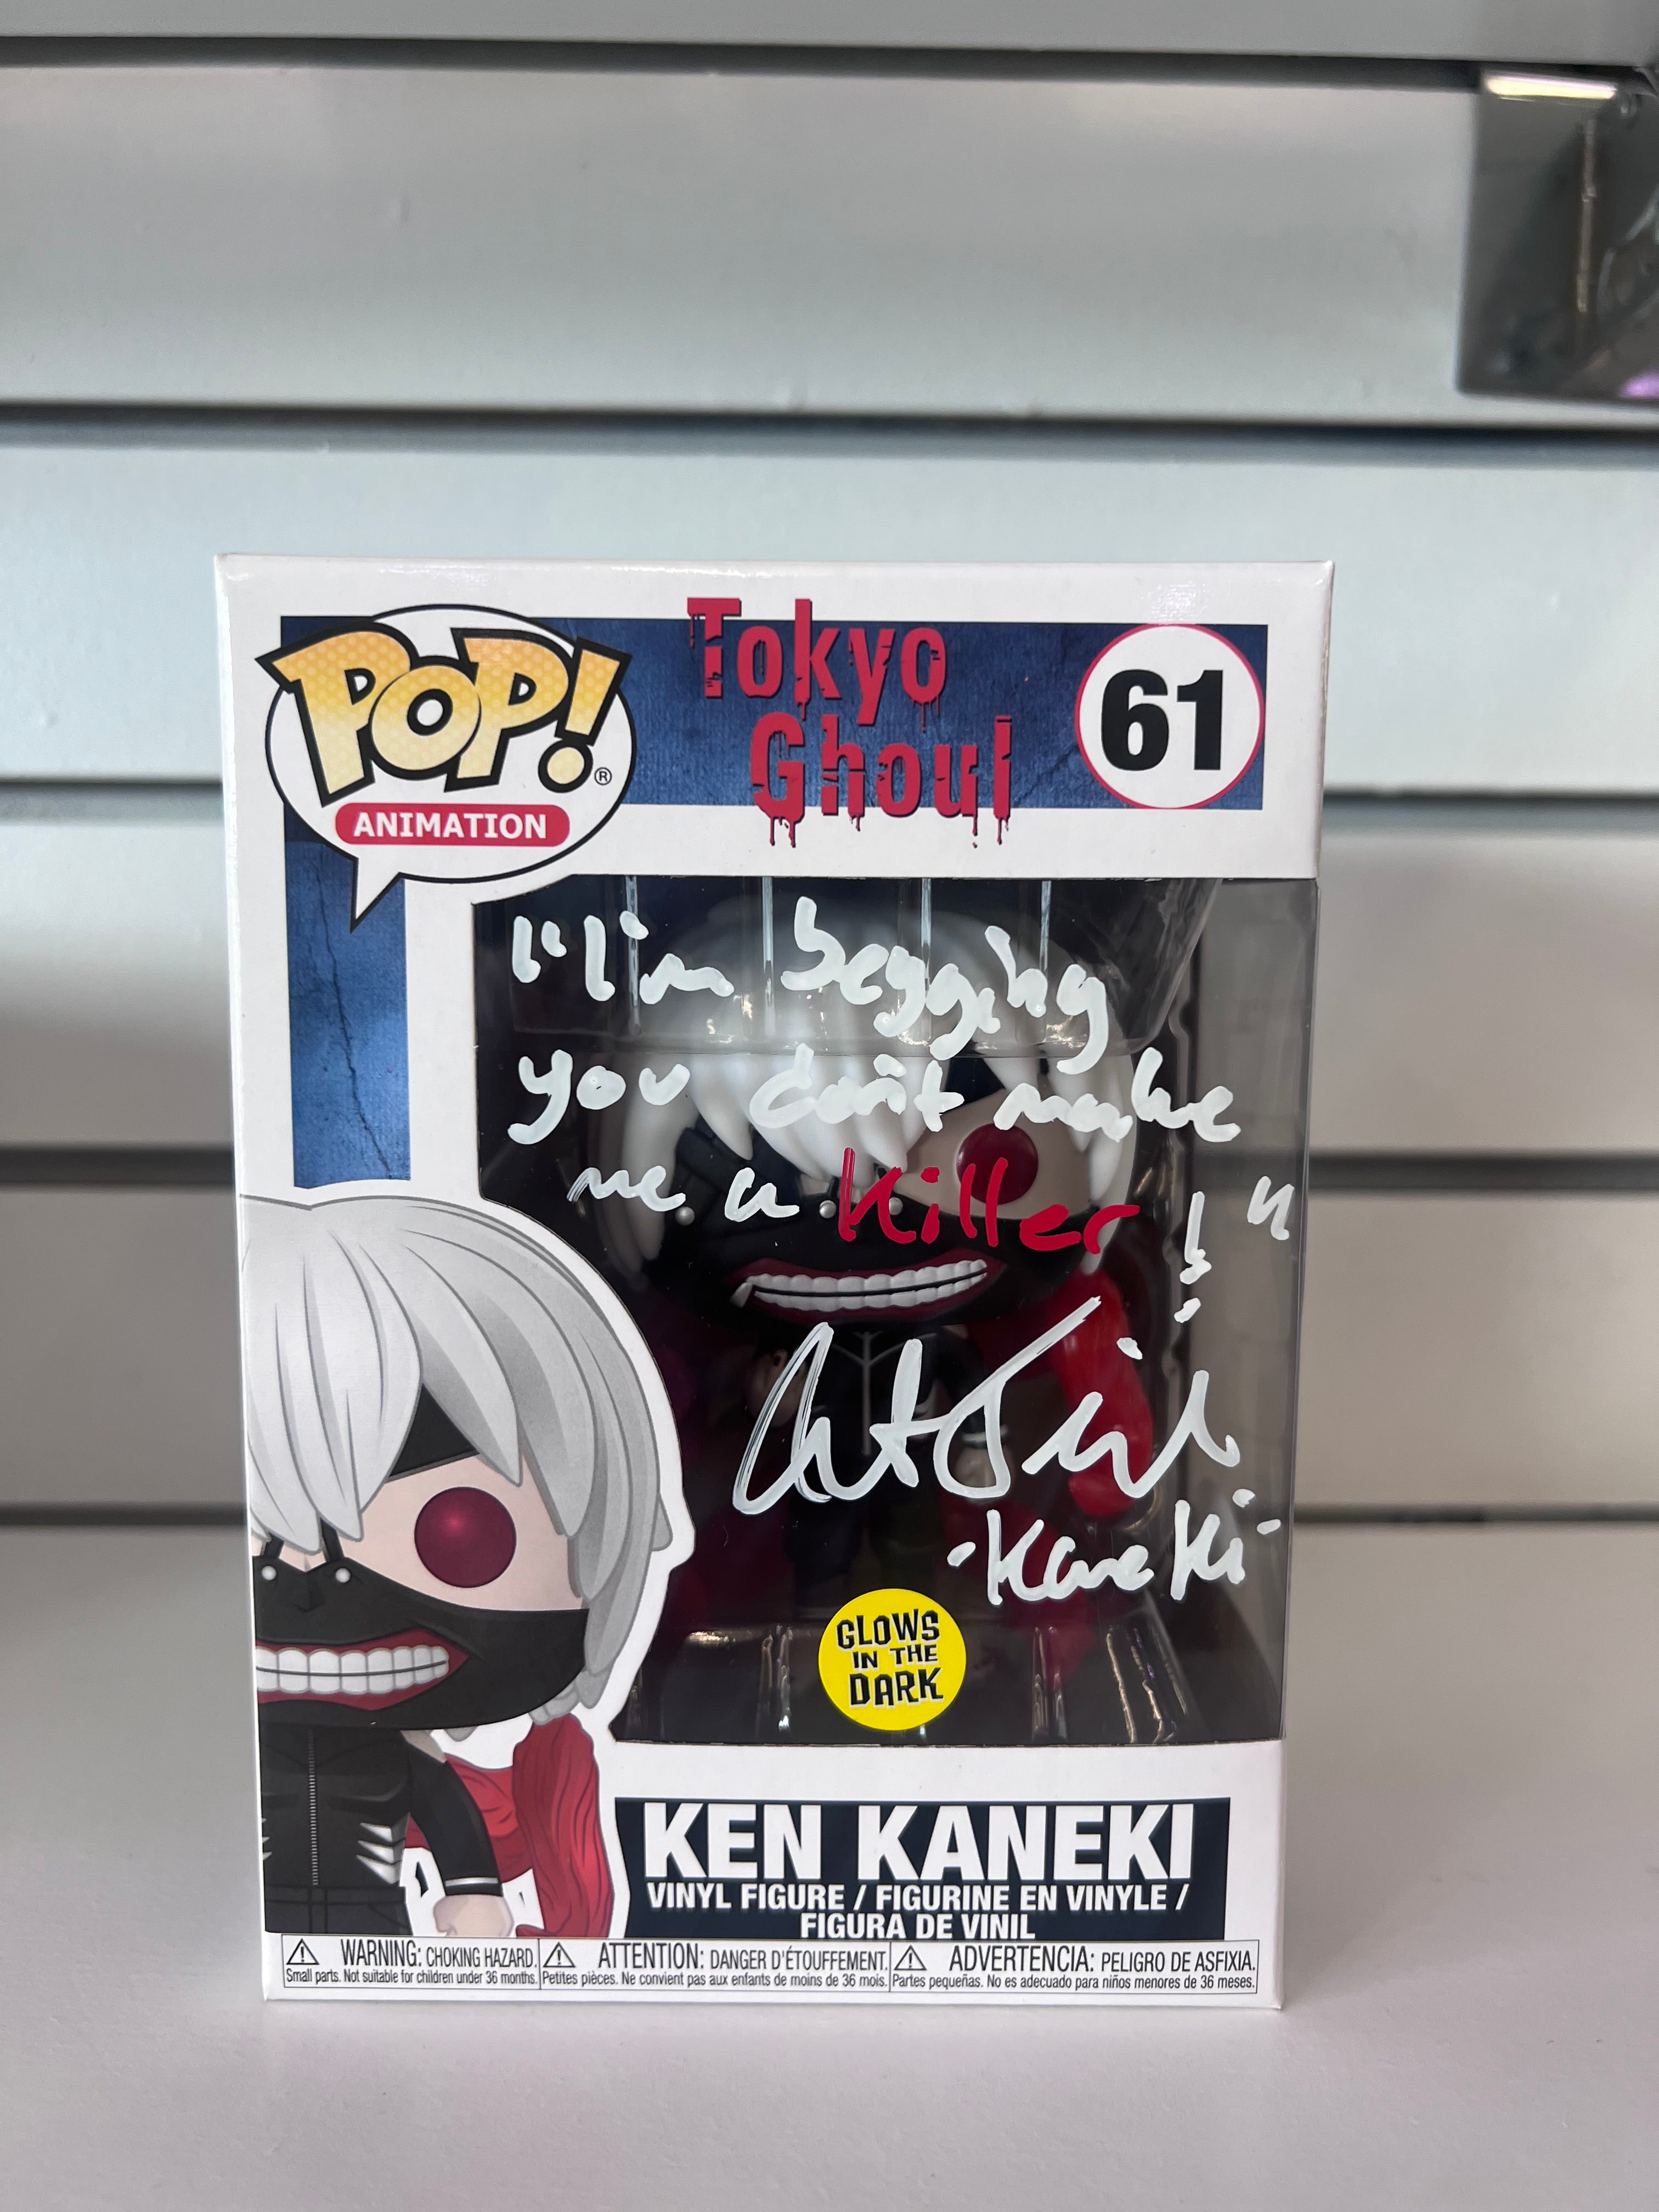 POP!®
ANIMATION
Tokyo
Ghoul
61
"I'm begging
you don't make
me a Killer!"
-Kaneki-
GLOWS
IN THE
DARK
KEN KANEKI
VINYL FIGURE / FIGURINE EN VINYLE /
FIGURA DE VINIL
WARNING: CHOKING HAZARD.
Small parts. Not suitable for children under 36 months.
ATTENTION: DANGER D'ÉTOUFFEMENT.
Petites pièces. Ne convient pas aux enfants de moins de 36 mois.
ADVERTENCIA: PELIGRO DE ASFIXIA.
Partes pequeñas. No es adecuado para niños menores de 36 meses.